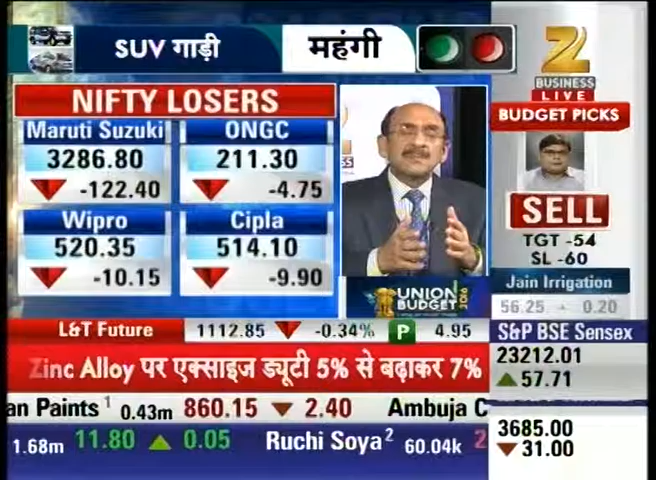 SUV गाड़ी
महंगी
Z
BUSINESS
LIVE
NIFTY LOSERS
Maruti Suzuki
3286.80
-122.40
ONGC
211.30
-4.75
Wipro
520.35
-10.15
Cipla
514.10
-9.90
UNION
BUDGET 2016
BUDGET PICKS
SELL
TGT -54
SL -60
Jain Irrigation
56.25 0.20
L&T Future 1112.85 -0.34% P 4.95
S&P BSE Sensex
23212.01
57.71
Zinc Alloy पर एक्साइज ड्यूटी 5% से बढ़ाकर 7%
an Paints 1 0.43m 860.15 2.40 Ambuja C
3685.00
31.00
1.68m 11.80 0.05 Ruchi Soya 2 60.04k 2